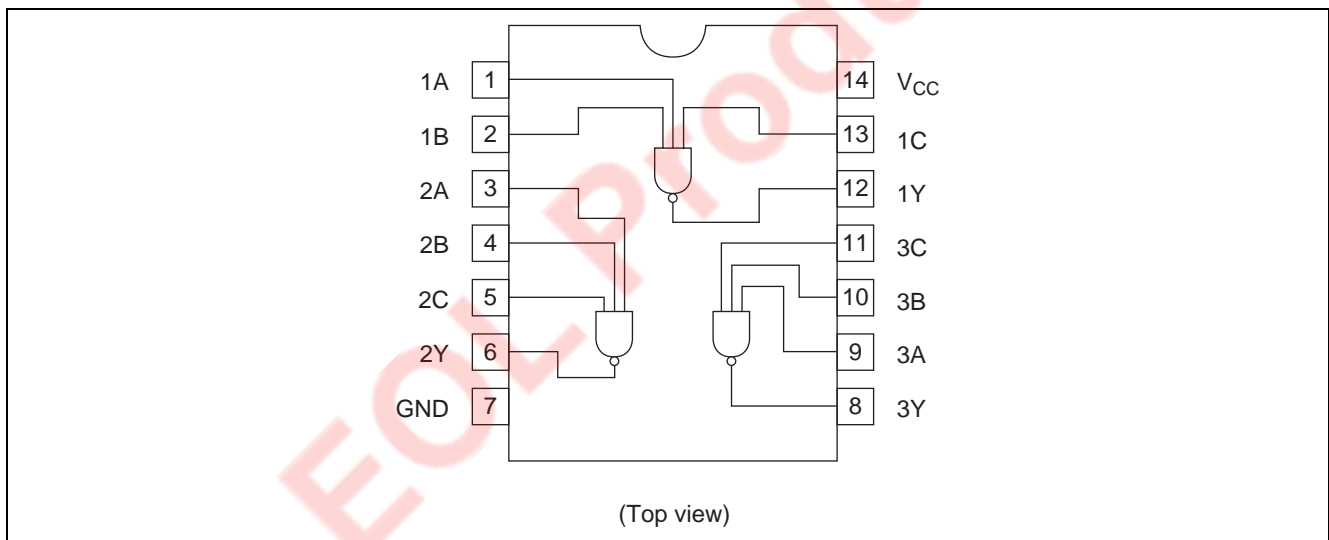 1A 1 14 VCC
1B 2 13 1C
2A 3 12 1Y
2B 4 11 3C
2C 5 10 3B
2Y 6 9 3A
GND 7 8 3Y
(Top view)
EOL Produ